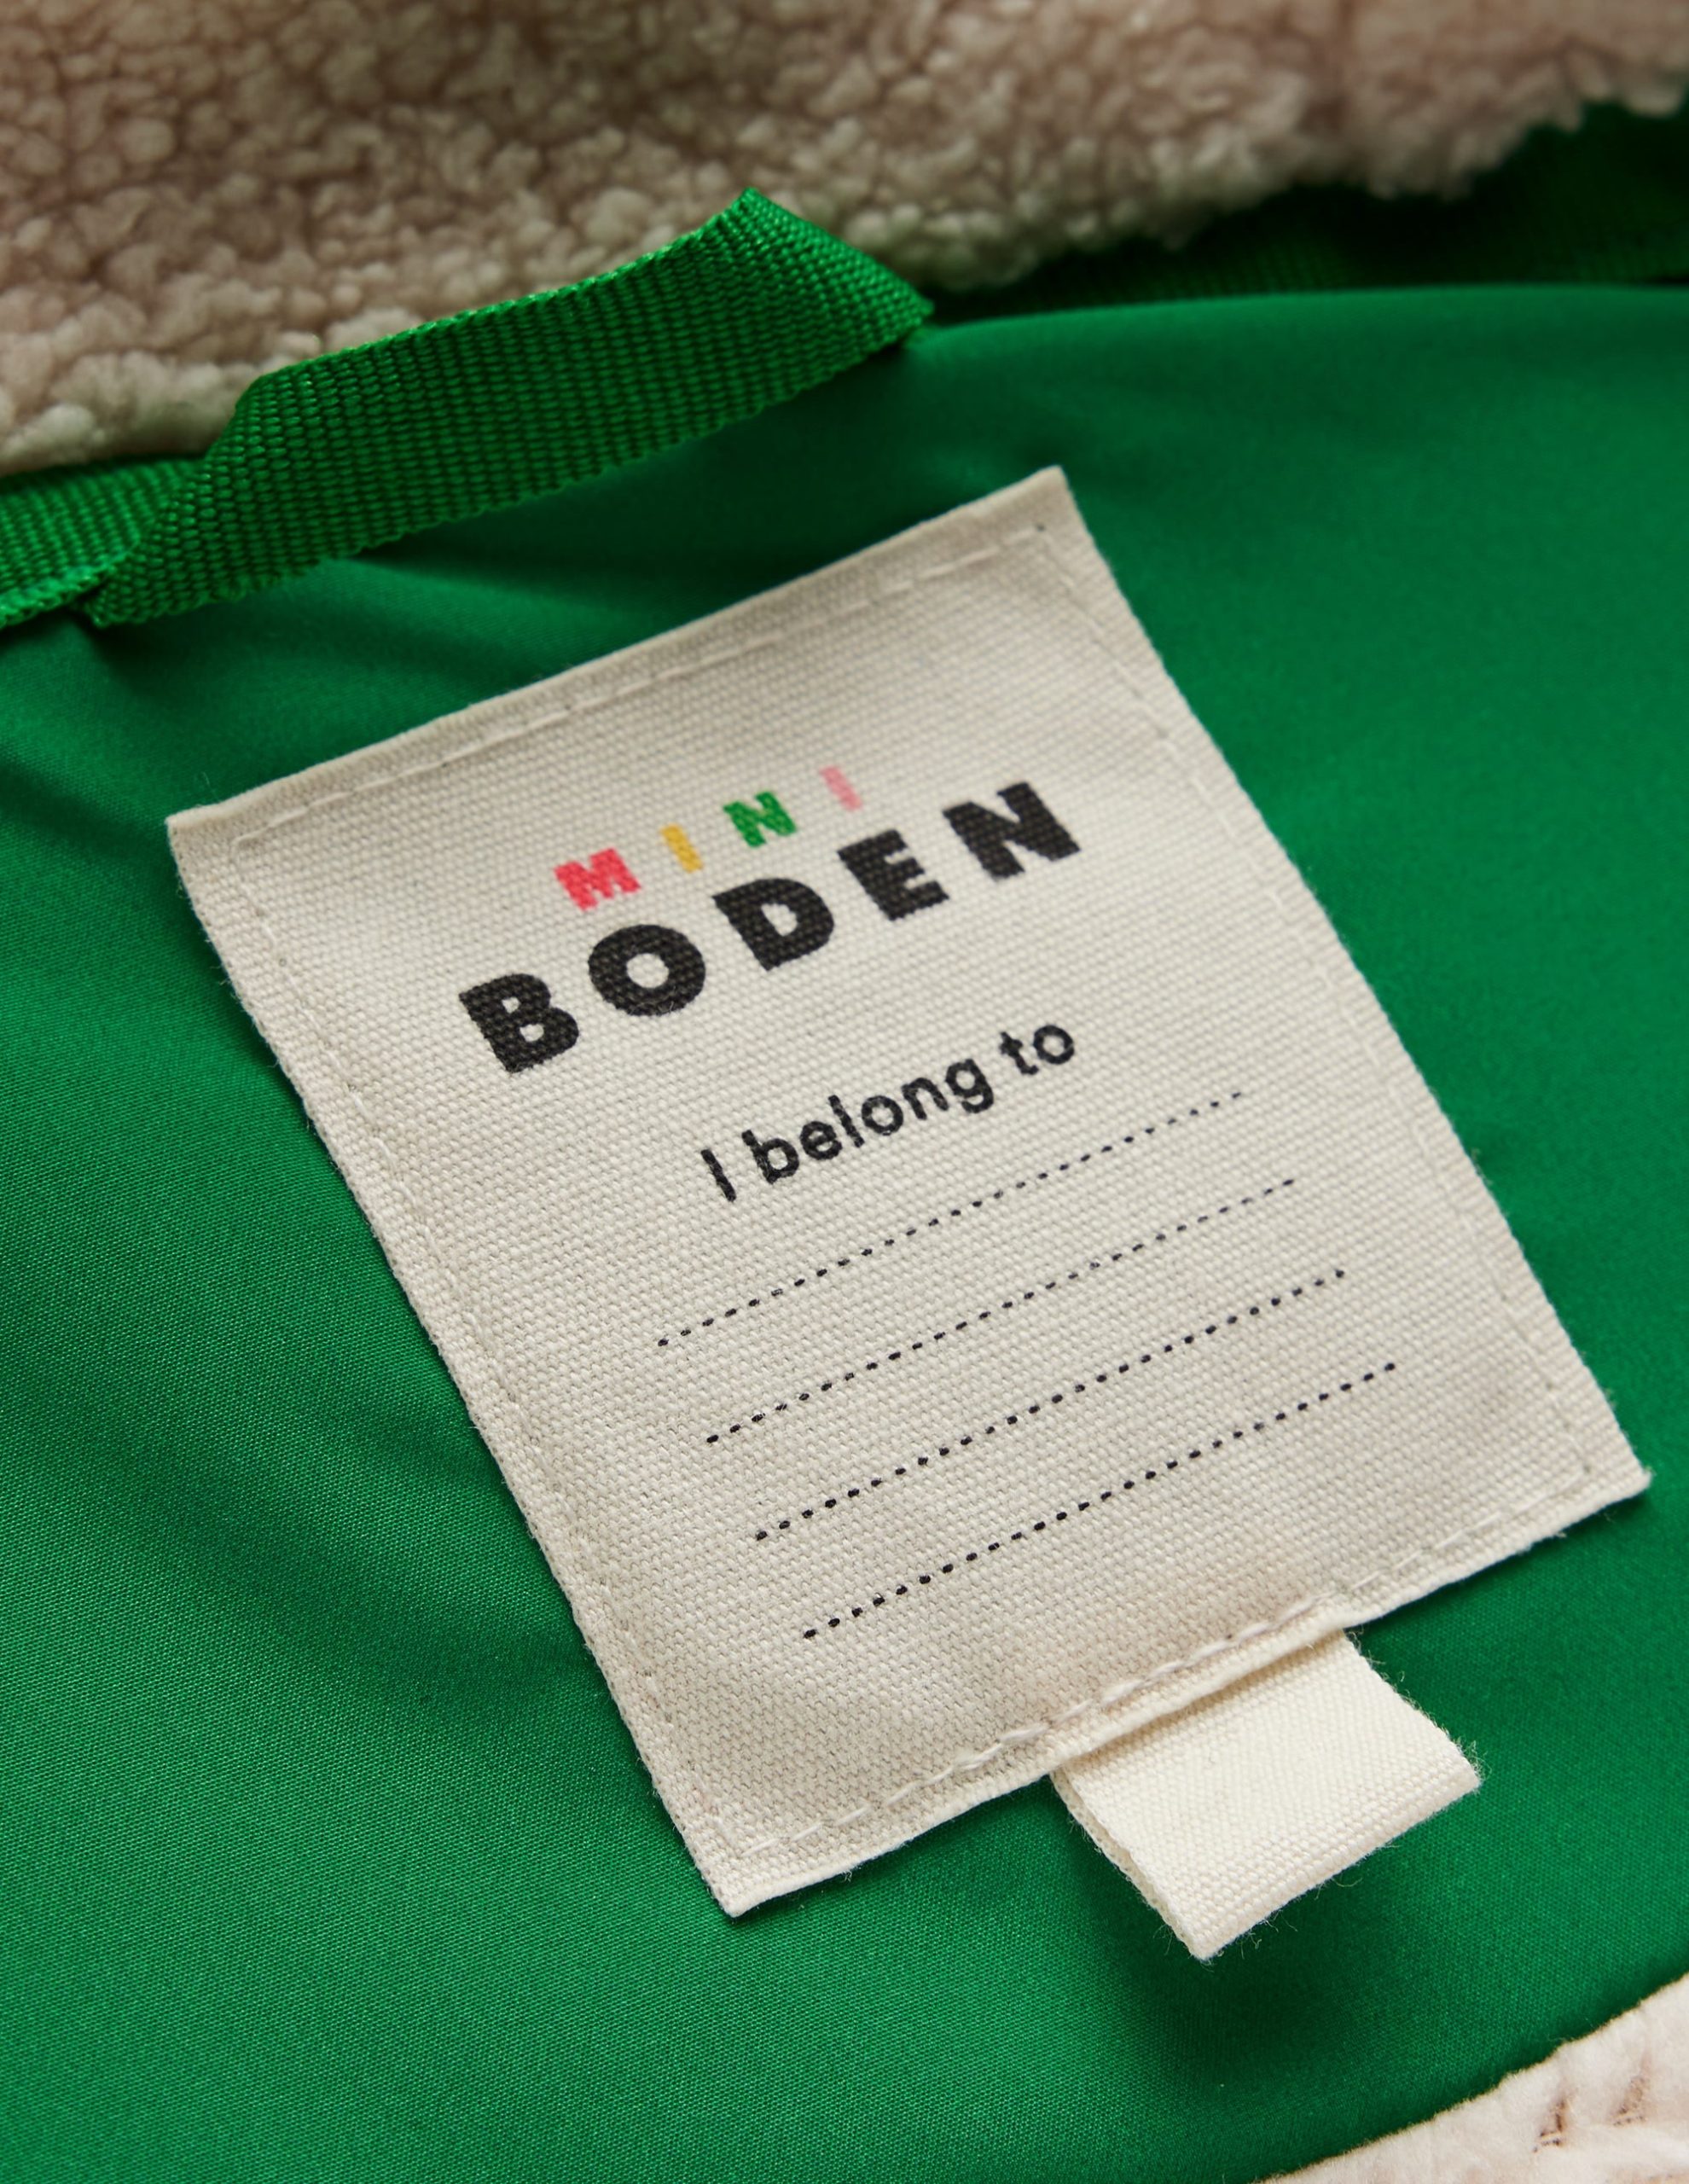 MINI
BODEN
I belong to